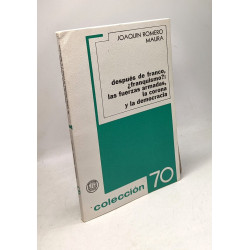 JOAQUIN ROMERO
MAURA
después de franco,
¿franquismo?:
las fuerzas armadas,
la corona
y la democracia
colección 70